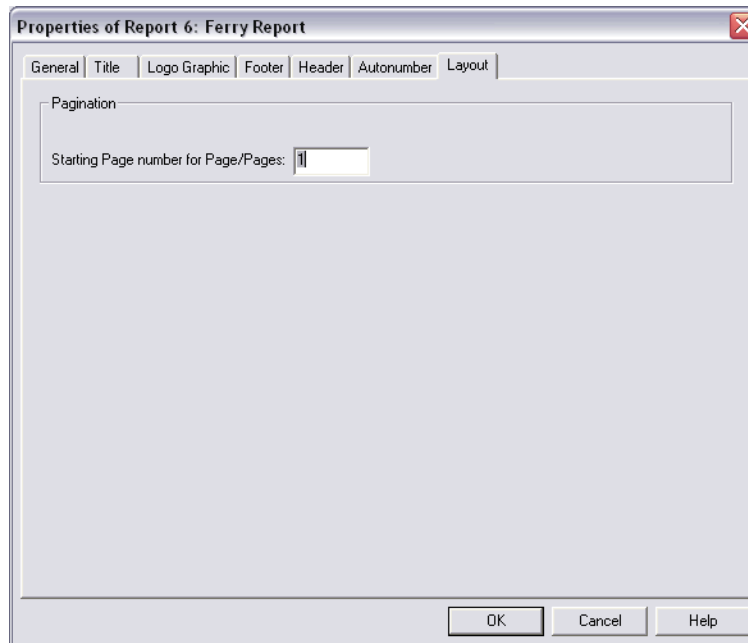 Properties of Report 6: Ferry Report
General Title Logo Graphic Footer Header Autonumber Layout
Pagination
Starting Page number for Page/Pages: 1
OK Cancel Help